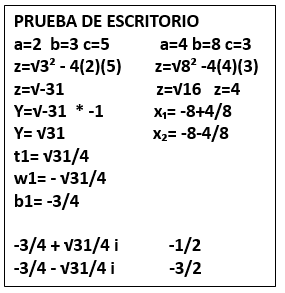 PRUEBA DE ESCRITORIO
a=2 b=3 c=5 a=4 b=8 c=3
z=√3² - 4(2)(5) z=√8² -4(4)(3)
z=√-31 z=√16 z=4
Y=√-31 * -1 x₁= -8+4/8
Y= √31 x₂= -8-4/8
t1= √31/4
w1= - √31/4
b1= -3/4
-3/4 + √31/4 i -1/2
-3/4 - √31/4 i -3/2